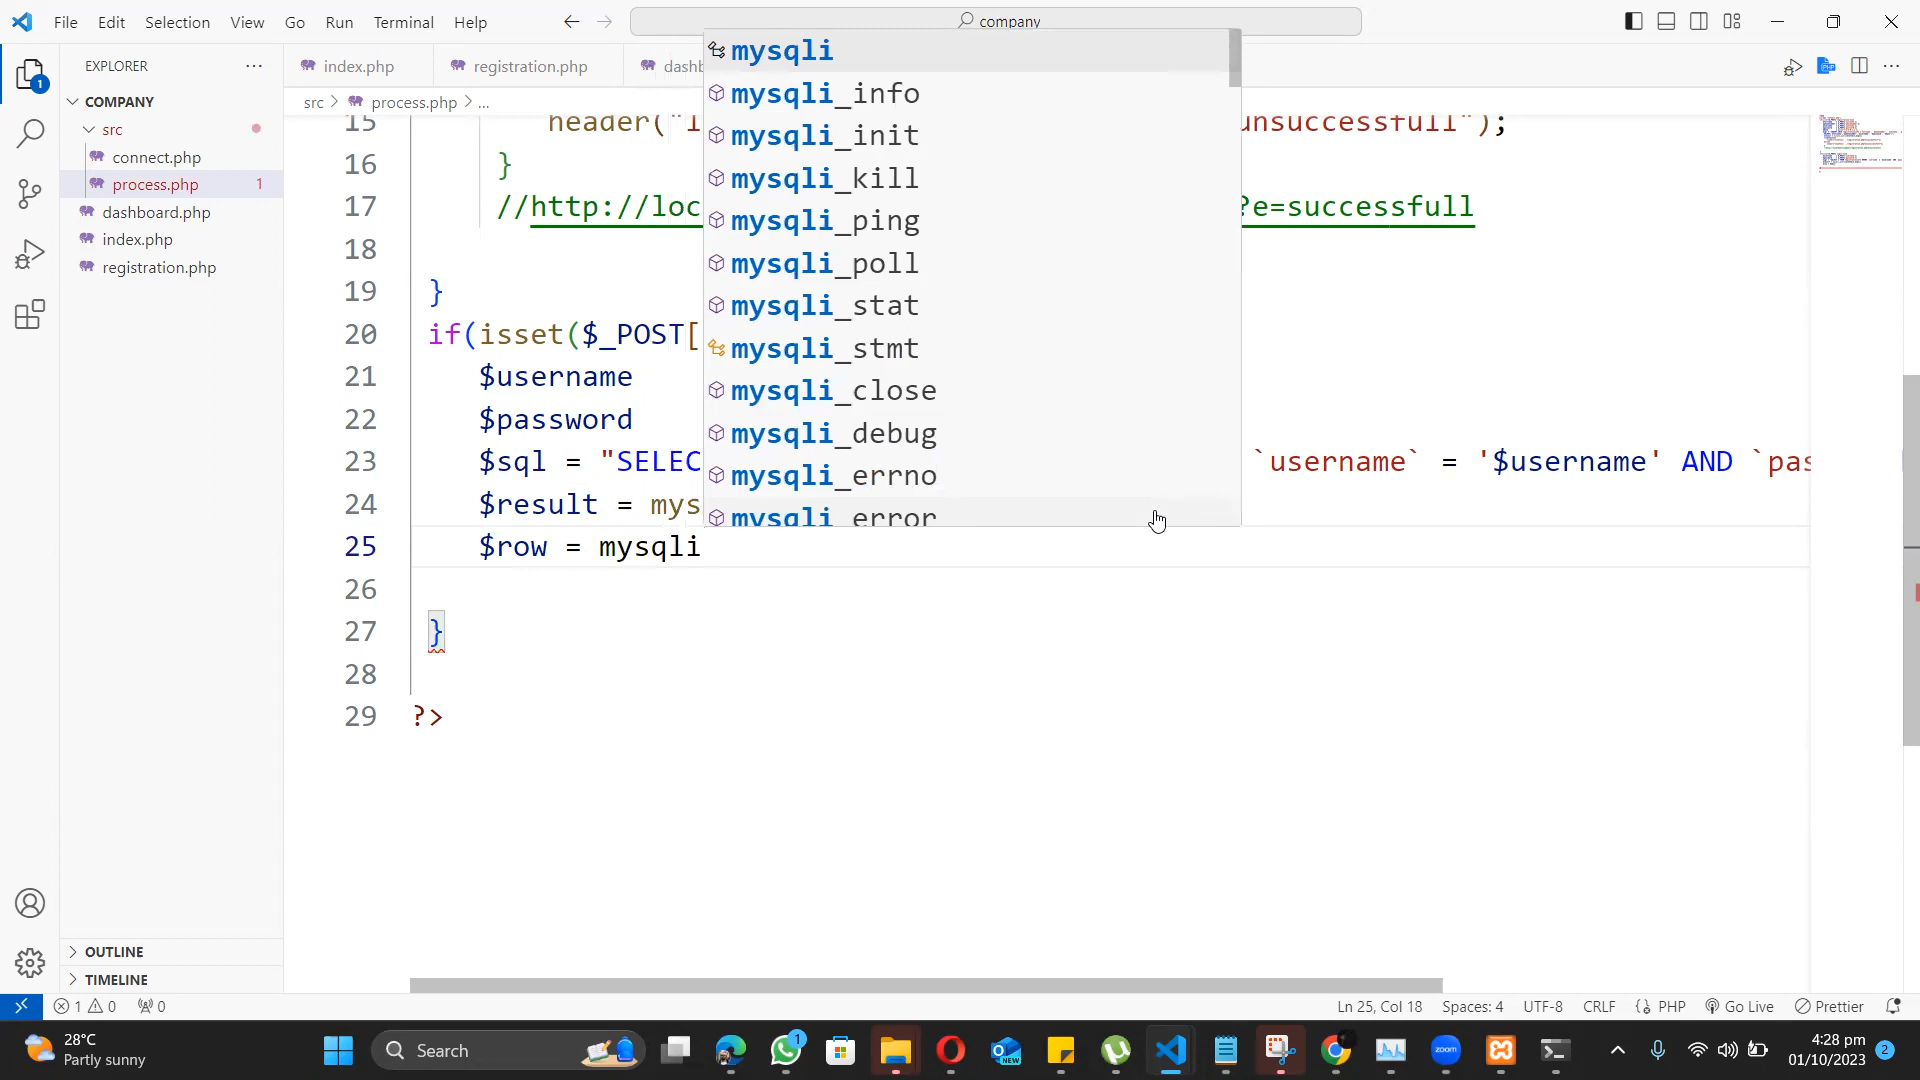 File Edit Selection View Go Run Terminal Help
company
EXPLORER
index.php
registration.php
dashb
COMPANY
src
connect.php
process.php 1
dashboard.php
index.php
registration.php
src > process.php > ...
15 header("l unsuccessfull");
16 }
17 //http://loc ?e=successfull
18
19 }
20 if(isset($_POST[
21 $username
22 $password
23 $sql = "SELEC `username` = '$username' AND `pas
24 $result = mys
25 $row = mysqli
26
27 }
28
29 ?>
mysqli
mysqli_info
mysqli_init
mysqli_kill
mysqli_ping
mysqli_poll
mysqli_stat
mysqli_stmt
mysqli_close
mysqli_debug
mysqli_errno
mysqli_error
1
OUTLINE
TIMELINE
1 0 0
Ln 25, Col 18 Spaces: 4 UTF-8 CRLF PHP Go Live Prettier
28°C
Partly sunny
Search
1
NEW
zoom
4:28 pm
01/10/2023
2